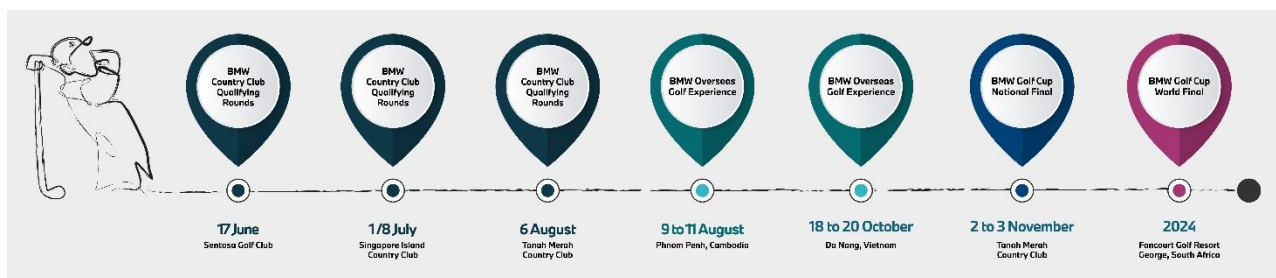 BMW
Country Club
Qualifying
Rounds
BMW
Country Club
Qualifying
Rounds
BMW
Country Club
Qualifying
Rounds
BMW Overseas
Golf Experience
BMW Overseas
Golf Experience
BMW Golf Cup
National Final
BMW Golf Cup
World Final
17 June
Sentosa Golf Club
1/8 July
Singapore Island
Country Club
6 August
Tanah Merah
Country Club
9 to 11 August
Phnom Penh, Cambodia
18 to 20 October
Da Nang, Vietnam
2 to 3 November
Tanah Merah
Country Club
2024
Fancourt Golf Resort
George, South Africa